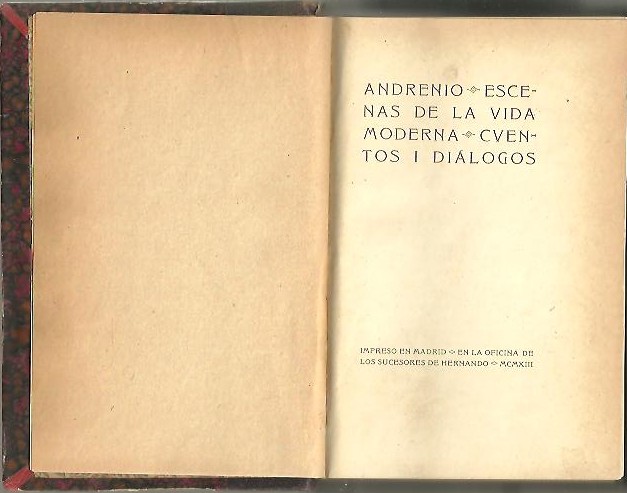 ANDRENIO ESCE-
NAS DE LA VIDA
MODERNA CVEN-
TOS I DIÁLOGOS
IMPRESO EN MADRID EN LA OFICINA DE
LOS SUCESORES DE HERNANDO MCMXIII